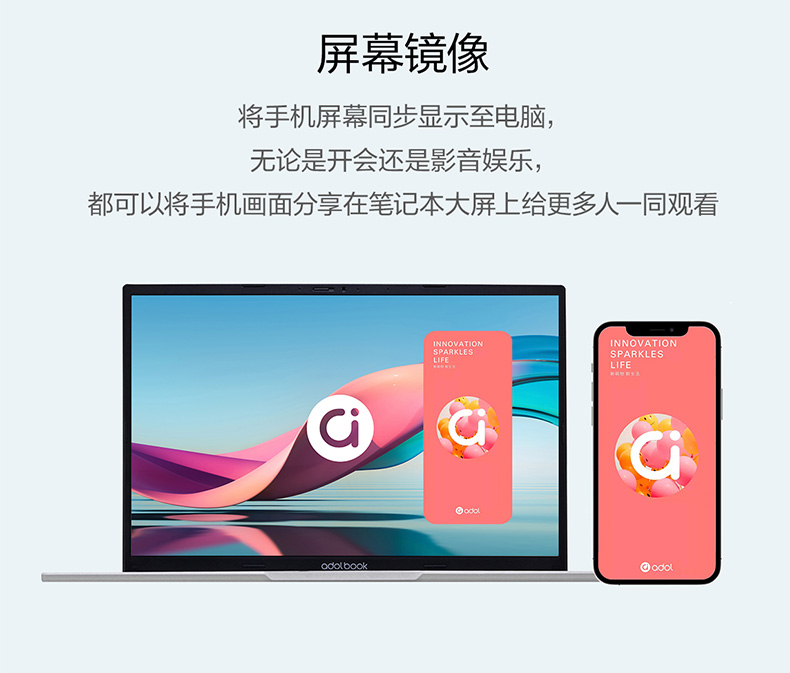 屏幕镜像
将手机屏幕同步显示至电脑，
无论是开会还是影音娱乐，
都可以将手机画面分享在笔记本大屏上给更多人一同观看
INNOVATION
SPARKLES
LIFE
adol
adolbook
INNOVATION
SPARKLES
LIFE
adol